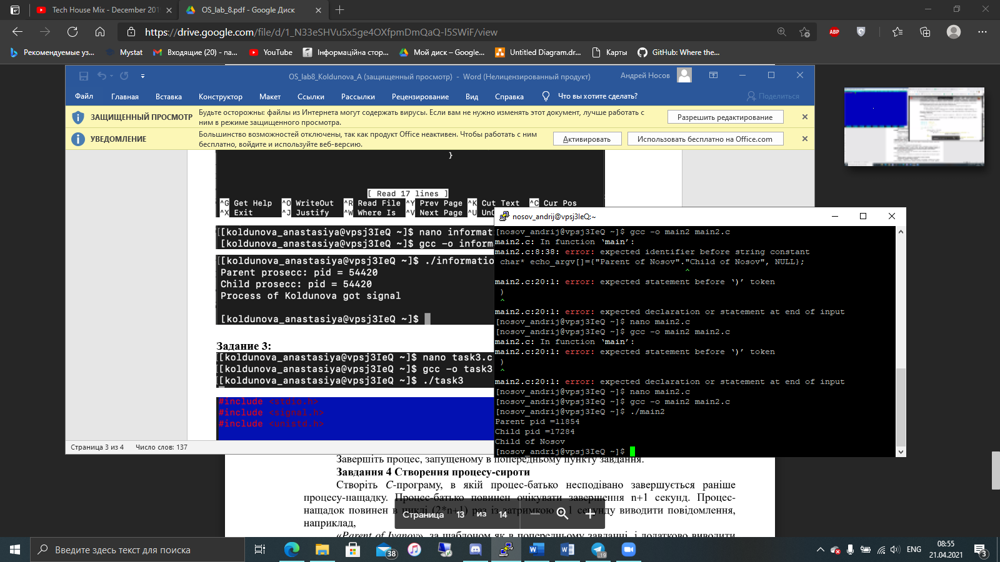 Tech House Mix - December 201
OS_lab_8.pdf - Google Диск
https://drive.google.com/file/d/1_N33eSHVu5x5ge4OXfpmDmQaQ-I5SWiF/view
ABP
Рекомендуемые уз...
Mystat
Входящие (20) - na...
YouTube
Інформаційна стор...
Мой диск – Google...
Untitled Diagram.dr...
Карты
GitHub: Where the...
OS_lab8_Koldunova_A (защищенный просмотр) - Word (Нелицензированный продукт)
Андрей Носов
Файл Главная Вставка Конструктор Макет Ссылки Рассылки Рецензирование Вид Справка Что вы хотите сделать? Поделиться
ЗАЩИЩЕННЫЙ ПРОСМОТР
Будьте осторожны: файлы из Интернета могут содержать вирусы. Если вам не нужно изменять этот документ, лучше работать с
ним в режиме защищенного просмотра.
Разрешить редактирование
УВЕДОМЛЕНИЕ
Большинство возможностей отключены, так как продукт Office неактивен. Чтобы работать с ним
бесплатно, войдите и используйте веб-версию.
Активировать
Использовать бесплатно на Office.com
}
[ Read 17 lines ]
^G Get Help ^O WriteOut ^R Read File ^Y Prev Page ^K Cut Text ^C Cur Pos
^X Exit ^J Justify ^W Where Is ^V Next Page ^U UnC
[[koldunova_anastasiya@vpsj3IeQ ~]$ nano informat
[koldunova_anastasiya@vpsj3IeQ ~]$ gcc -o inform
[[koldunova_anastasiya@vpsj3IeQ ~]$ ./informatio
Parent prosecc: pid = 54420
Child prosecc: pid = 54420
Process of Koldunova got signal
[koldunova_anastasiya@vpsj3IeQ ~]$
Задание 3:
[[koldunova_anastasiya@vpsj3IeQ ~]$ nano task3.c
[[koldunova_anastasiya@vpsj3IeQ ~]$ gcc -o task3
[[koldunova_anastasiya@vpsj3IeQ ~]$ ./task3
#include <stdio.h>
#include <signal.h>
#include <unistd.h>
Страница 3 из 4 Число слов: 137
nosov_andrij@vpsj3IeQ:~
[nosov_andrij@vpsj3IeQ ~]$ gcc -o main2 main2.c
main2.c: In function ‘main’:
main2.c:8:38: error: expected identifier before string constant
char* echo_argv[]={"Parent of Nosov"."Child of Nosov", NULL};
^
main2.c:20:1: error: expected statement before ‘)’ token
)
^
main2.c:20:1: error: expected declaration or statement at end of input
[nosov_andrij@vpsj3IeQ ~]$ nano main2.c
[nosov_andrij@vpsj3IeQ ~]$ gcc -o main2 main2.c
main2.c: In function ‘main’:
main2.c:20:1: error: expected statement before ‘)’ token
)
^
main2.c:20:1: error: expected declaration or statement at end of input
[nosov_andrij@vpsj3IeQ ~]$ nano main2.c
[nosov_andrij@vpsj3IeQ ~]$ gcc -o main2 main2.c
[nosov_andrij@vpsj3IeQ ~]$ ./main2
Parent pid =11854
Child pid =17284
Child of Nosov
[nosov_andrij@vpsj3IeQ ~]$
Завершіть процес, запущеному в попередньому пункту завдання.
Завдання 4 Створення процесу-сироти
Створіть C-програму, в якій процес-батько несподівано завершується раніше
процесу-нащадку. Процес-батько повинен очікувати завершення n+1 секунд. Процес-
нащадок повинен в циклі (2*n+1) раз із затримкою в 1 секунду виводити повідомлення,
наприклад,
«Parent of Ivanov», за шаблоном як в попередньому завданні, і додатково виводити
Страница 13 из 14
Введите здесь текст для поиска
38
.19
ENG
08:55
21.04.2021
3